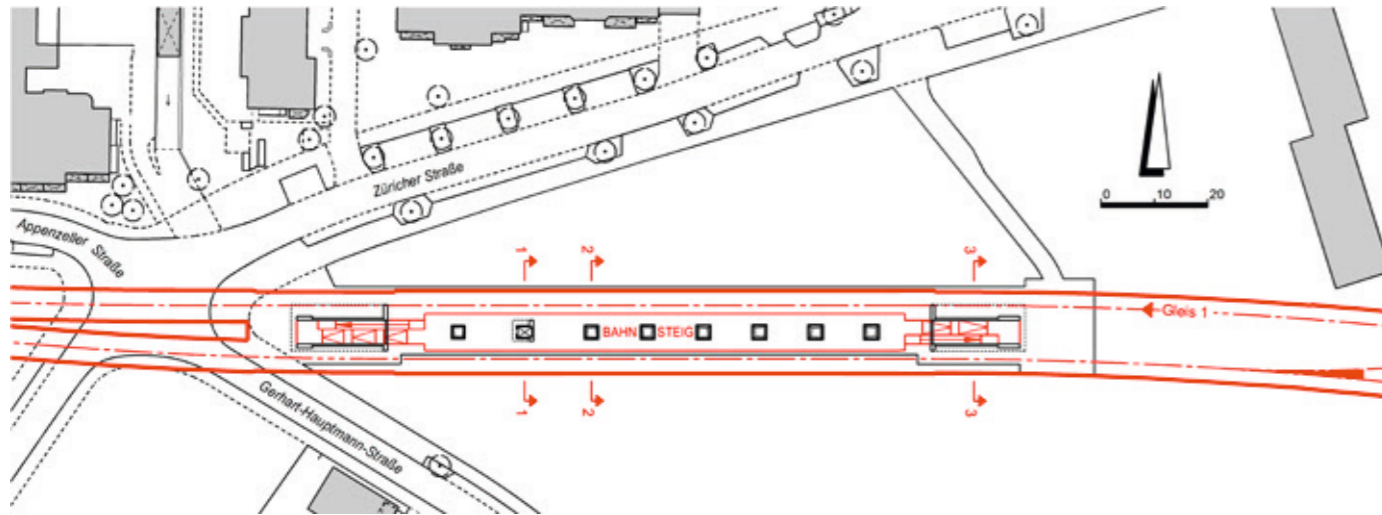 Züricher Straße
0 10 20
Appenzeller Straße
1 2 3
Gleis 1
BAHN STEIG
1 2 3
Gerhart-Hauptmann-Straße